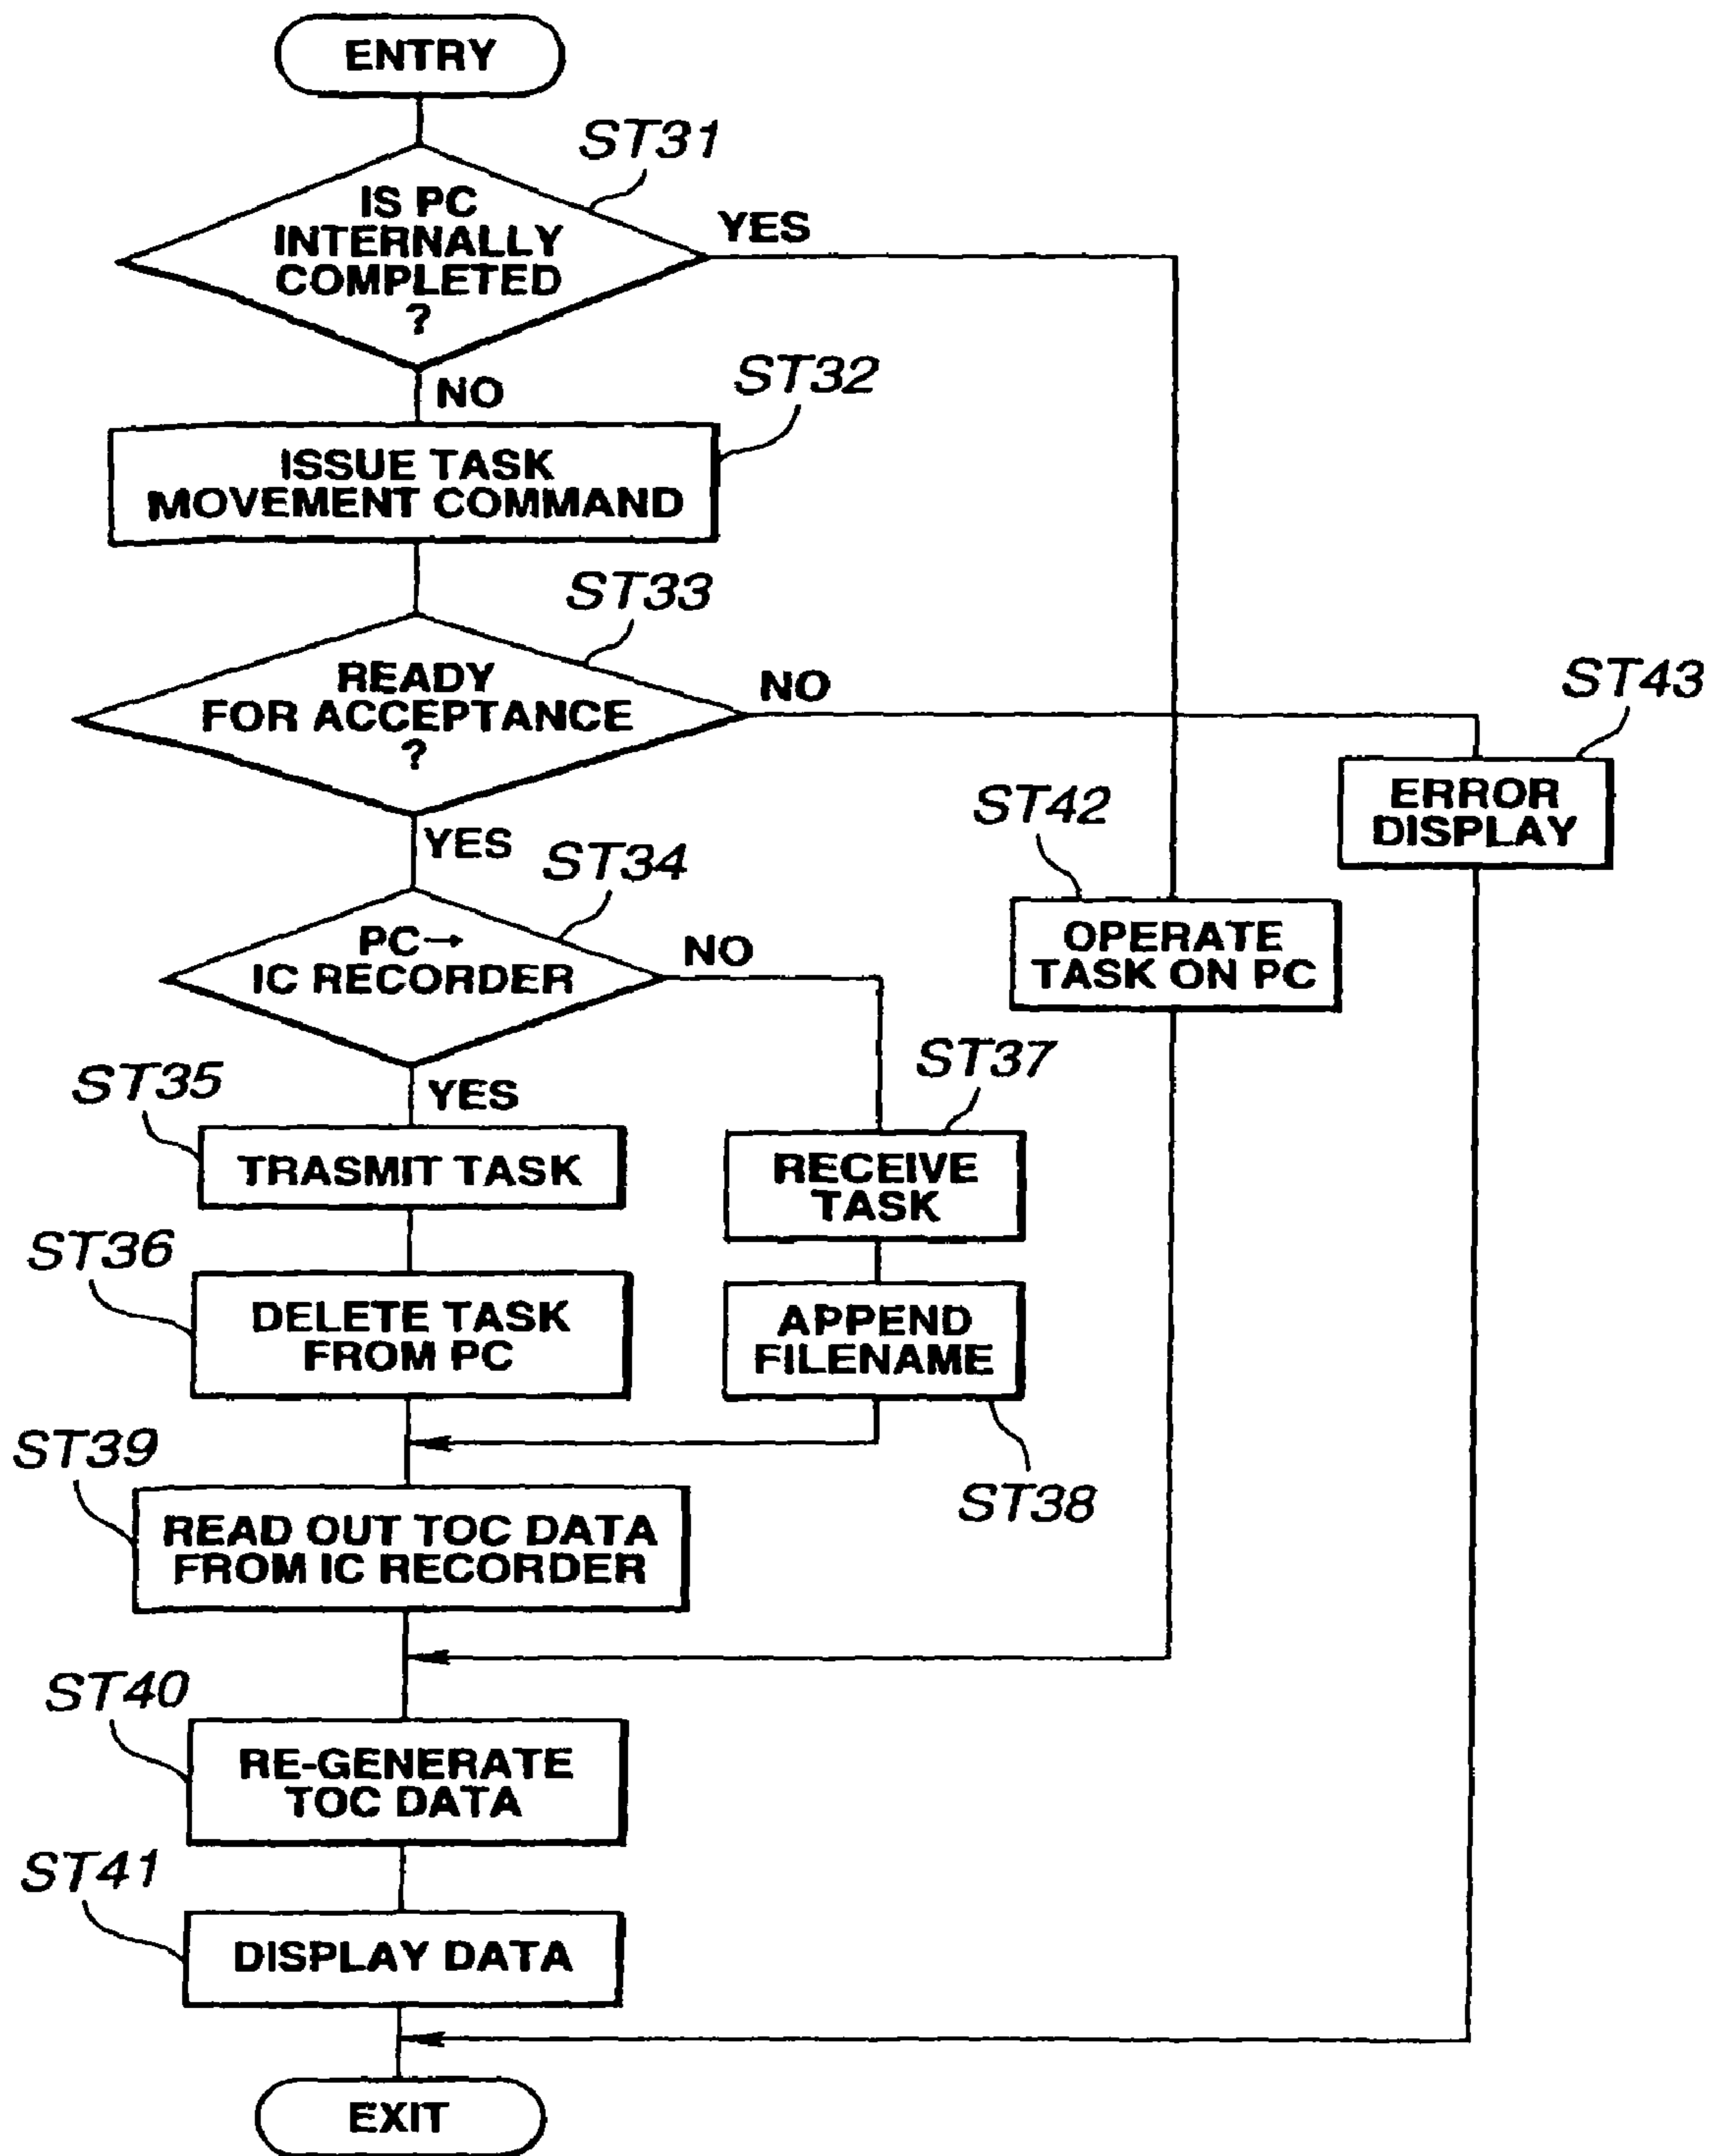 ENTRY
ST31
IS PC
INTERNALLY
COMPLETED
?
YES
NO
ST32
ISSUE TASK
MOVEMENT COMMAND
ST33
READY
FOR ACCEPTANCE
?
NO
ST43
ERROR
DISPLAY
YES
ST34
ST42
PC→
IC RECORDER
NO
OPERATE
TASK ON PC
ST35
YES
ST37
TRASMIT TASK
RECEIVE
TASK
ST36
DELETE TASK
FROM PC
APPEND
FILENAME
ST39
ST38
READ OUT TOC DATA
FROM IC RECORDER
ST40
RE-GENERATE
TOC DATA
ST41
DISPLAY DATA
EXIT